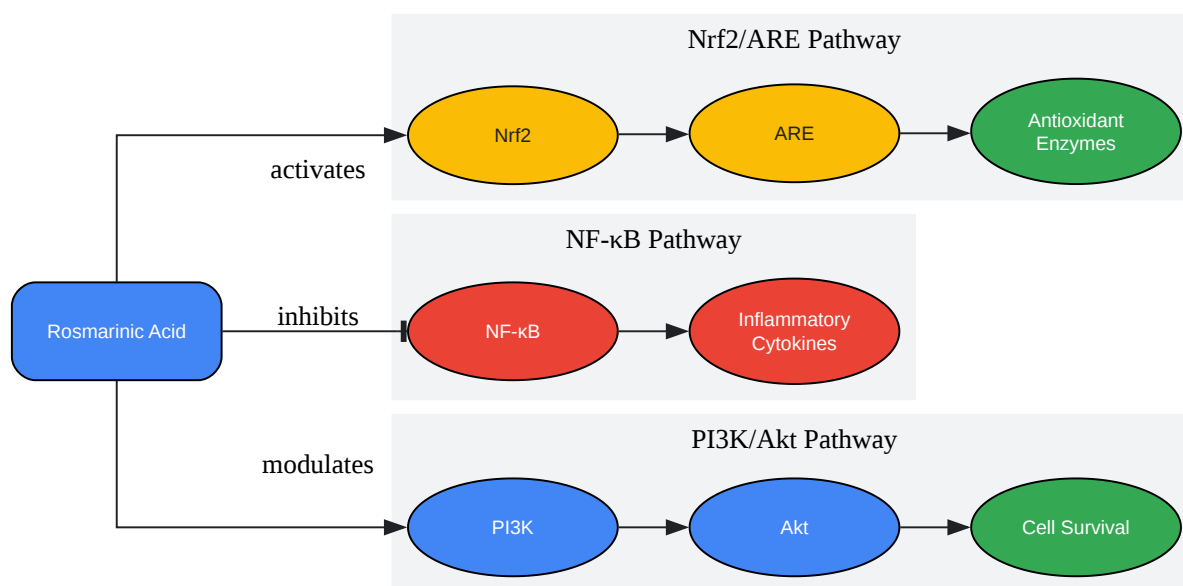 Nrf2/ARE Pathway
Nrf2
ARE
Antioxidant
Enzymes
activates
NF-κB Pathway
Rosmarinic Acid
inhibits
NF-κB
Inflammatory
Cytokines
PI3K/Akt Pathway
modulates
PI3K
Akt
Cell Survival